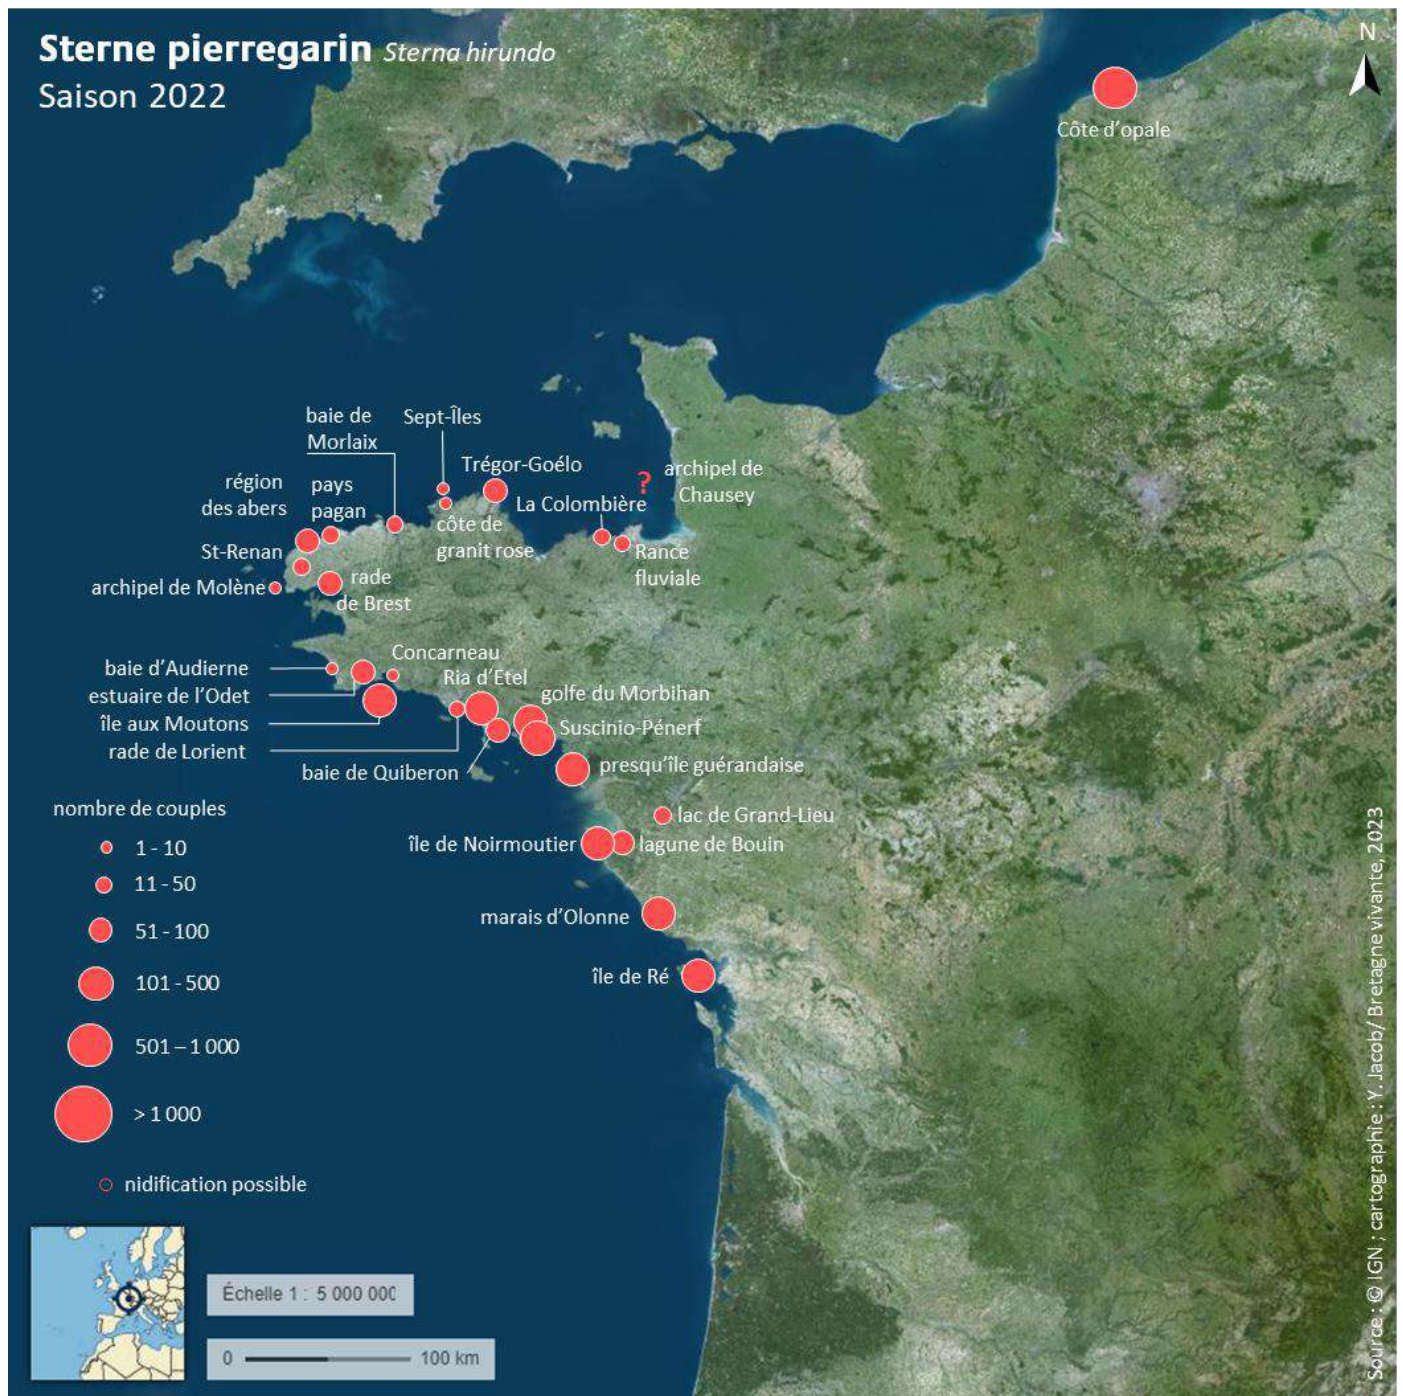 Sterne pierregarin Sterna hirundo
Saison 2022
N
Côte d'opale
baie de
Morlaix
Sept-Îles
Trégor-Goélo
archipel de
Chausey
?
région
des abers
pays
pagan
La Colombière
côte de
granit rose
St-Renan
Rance
fluviale
archipel de Molène
rade
de Brest
Concarneau
baie d'Audierne
Ria d'Etel
estuaire de l'Odet
golfe du Morbihan
île aux Moutons
Suscinio-Pénerf
rade de Lorient
baie de Quiberon
presqu'île guérandaise
nombre de couples
lac de Grand-Lieu
île de Noirmoutier
lagune de Bouin
1 - 10
11 - 50
marais d'Olonne
51 - 100
île de Ré
101 - 500
501 – 1 000
> 1 000
nidification possible
Échelle 1 : 5 000 000
0 100 km
Source : © IGN ; cartographie : Y. Jacob/ Bretagne vivante, 2023